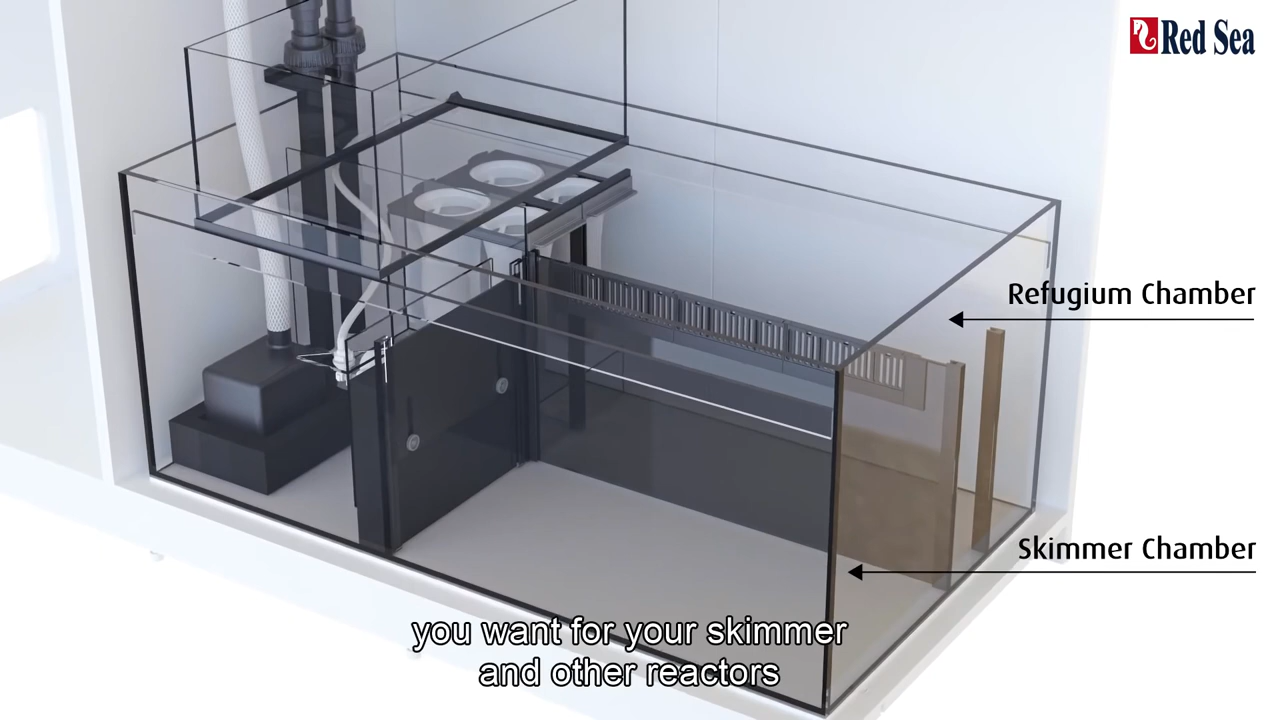 Red Sea
Refugium Chamber
Skimmer Chamber
you want for your skimmer
and other reactors